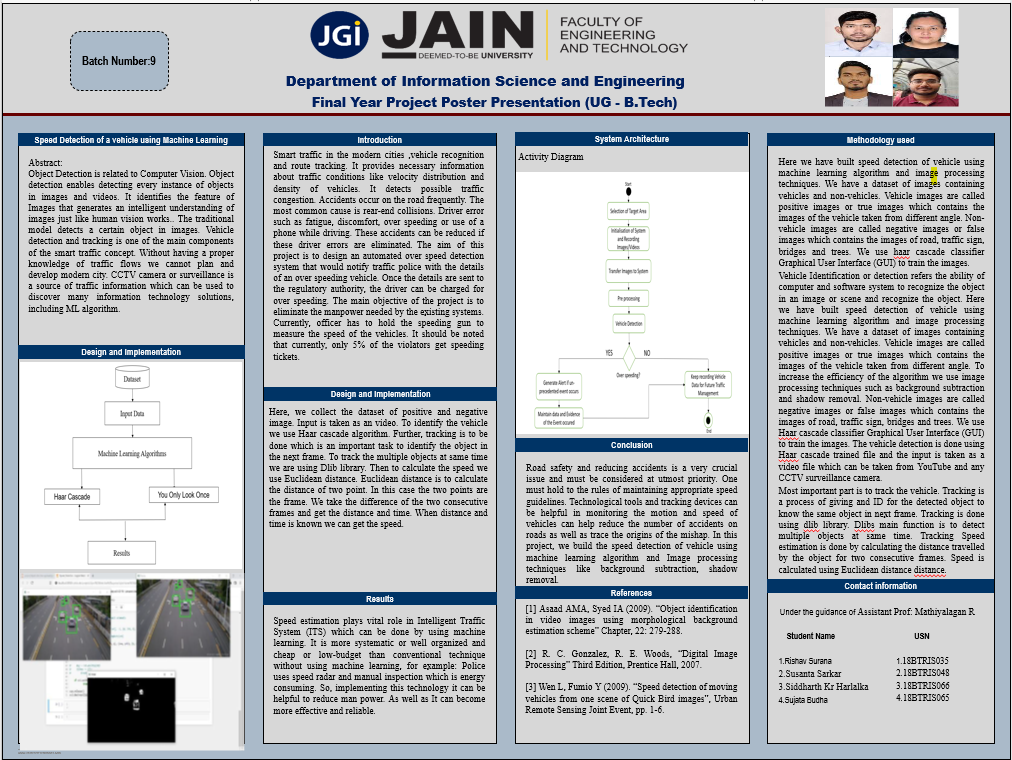 Batch Number:9
JGi JAIN
DEEMED-TO-BE UNIVERSITY
FACULTY OF
ENGINEERING
AND TECHNOLOGY
Department of Information Science and Engineering
Final Year Project Poster Presentation (UG - B.Tech)
Speed Detection of a vehicle using Machine Learning
Abstract:
Object Detection is related to Computer Vision. Object
detection enables detecting every instance of objects
in images and videos. It identifies the feature of
Images that generates an intelligent understanding of
images just like human vision works.. The traditional
model detects a certain object in images. Vehicle
detection and tracking is one of the main components
of the smart traffic concept. Without having a proper
knowledge of traffic flows we cannot plan and
develop modern city. CCTV camera or surveillance is
a source of traffic information which can be used to
discover many information technology solutions,
including ML algorithm.
Design and Implementation
Dataset
Input Data
Machine Learning Algorithms
Haar Cascade
You Only Look Once
Results
Introduction
Smart traffic in the modern cities ,vehicle recognition
and route tracking. It provides necessary information
about traffic conditions like velocity distribution and
density of vehicles. It detects possible traffic
congestion. Accidents occur on the road frequently. The
most common cause is rear-end collisions. Driver error
such as fatigue, discomfort, comfort or use of a
phone while driving. These accidents can be reduced if
these driver errors are eliminated. The aim of this
project is to design an automated over speed detection
system that would notify traffic police with the details
of an over speeding vehicle. Once the details are sent to
the regulatory authority, the driver can be charged for
over speeding. The main objective of the project is to
eliminate the manpower needed by the existing systems.
Currently, officer has to hold the speeding gun to
measure the speed of the vehicles. It should be noted
that currently, only 5% of the violators get speeding
tickets.
Design and Implementation
Here, we collect the dataset of positive and negative
image. Input is taken as an video. To identify the vehicle
we use Haar cascade algorithm. Further, tracking is to be
done which is an important task to identify the object in
the next frame. To track the multiple objects at same time
we are using Dlib library. Then to calculate the speed we
use Euclidean distance. Euclidean distance is to calculate
the distance of two point. In this case the two points are
the frame. We take the difference of the two consecutive
frames and get the distance and time. When distance and
time is known we can get the speed.
Results
Speed estimation plays vital role in Intelligent Traffic
System (ITS) which can be done by using machine
learning. It is more systematic or well organized and
cheap or low-budget than conventional technique
without using machine learning, for example: Police
uses speed radar and manual inspection which is energy
consuming. So, implementing this technology it can be
helpful to reduce man power. As well as It can become
more effective and reliable.
System Architecture
Activity Diagram
Start
Selection of Target Area
Initialisation of System
and Recording
Images/Videos
Transfer Images to System
Pre processing
Vehicle Detection
YES
NO
Over speeding?
Generate Alert if un-
precedented event occurs
Keep recording Vehicle
Data for Future Traffic
Management
Maintain data and Evidence
of the Event occured
End
Conclusion
Road safety and reducing accidents is a very crucial
issue and must be considered at utmost priority. One
must hold to the rules of maintaining appropriate speed
guidelines. Technological tools and tracking devices can
be helpful in monitoring the motion and speed of
vehicles can help reduce the number of accidents on
roads as well as trace the origins of the mishap. In this
project, we build the speed detection of vehicle using
machine learning algorithm and Image processing
techniques like background subtraction, shadow
removal.
References
[1] Asaad AMA, Syed IA (2009). "Object identification
in video images using morphological background
estimation scheme" Chapter, 22: 279-288.
[2] R. C. Gonzalez, R. E. Woods, "Digital Image
Processing" Third Edition, Prentice Hall, 2007.
[3] Wen L, Fumio Y (2009). "Speed detection of moving
vehicles from one scene of Quick Bird images", Urban
Remote Sensing Joint Event, pp. 1-6.
Methodology used
Here we have built speed detection of vehicle using
machine learning algorithm and image processing
techniques. We have a dataset of images containing
vehicles and non-vehicles. Vehicle images are called
positive images or true images which contains the
images of the vehicle taken from different angle. Non-
vehicle images are called negative images or false
images which contains the images of road, traffic sign,
bridges and trees. We use haar cascade classifier
Graphical User Interface (GUI) to train the images.
Vehicle Identification or detection refers the ability of
computer and software system to recognize the object
in an image or scene and recognize the object. Here
we have built speed detection of vehicle using
machine learning algorithm and image processing
techniques. We have a dataset of images containing
vehicles and non-vehicles. Vehicle images are called
positive images or true images which contains the
images of the vehicle taken from different angle. To
increase the efficiency of the algorithm we use image
processing techniques such as background subtraction
and shadow removal. Non-vehicle images are called
negative images or false images which contains the
images of road, traffic sign, bridges and trees. We use
Haar cascade classifier Graphical User Interface (GUI)
to train the images. The vehicle detection is done using
Haar cascade trained file and the input is taken as a
video file which can be taken from YouTube and any
CCTV surveillance camera.
Most important part is to track the vehicle. Tracking is
a process of giving and ID for the detected object to
know the same object in next frame. Tracking is done
using dlib library. Dlibs main function is to detect
multiple objects at same time. Tracking Speed
estimation is done by calculating the distance travelled
by the object for two consecutive frames. Speed is
calculated using Euclidean distance distance.
Contact information
Under the guidance of Assistant Prof: Mathiyalagan R
Student Name USN
1.Rishav Surana 1.18BTRIS035
2.Susanta Sarkar 2.18BTRIS048
3.Siddharth Kr Harlalka 3.18BTRIS066
4.Sujata Budha 4.18BTRIS065